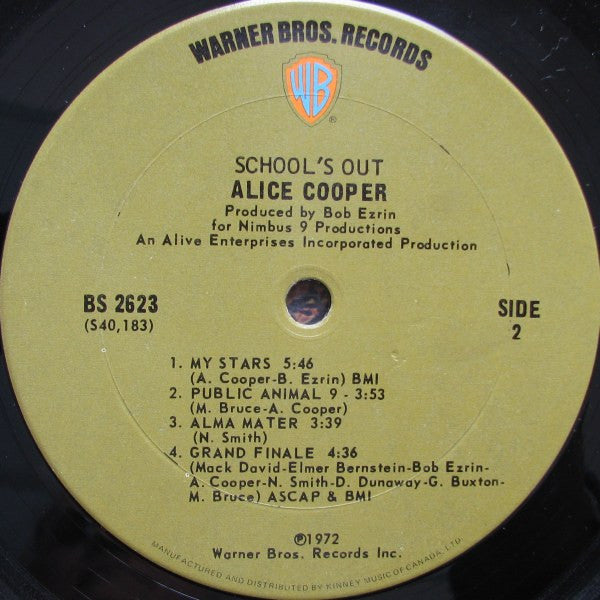 WARNER BROS. RECORDS
WB
®
SCHOOL'S OUT
ALICE COOPER
Produced by Bob Ezrin
for Nimbus 9 Productions
An Alive Enterprises Incorporated Production
BS 2623
(S40,183)
SIDE
2
1. MY STARS 5:46
(A. Cooper-B. Ezrin) BMI
2. PUBLIC ANIMAL 9 - 3:53
(M. Bruce-A. Cooper)
3. ALMA MATER 3:39
(N. Smith)
4. GRAND FINALE 4:36
(Mack David-Elmer Bernstein-Bob Ezrin-
A. Cooper-N. Smith-D. Dunaway-G. Buxton-
M. Bruce) ASCAP & BMI
℗1972
Warner Bros. Records Inc.
MANUFACTURED AND DISTRIBUTED BY KINNEY MUSIC OF CANADA, LTD.